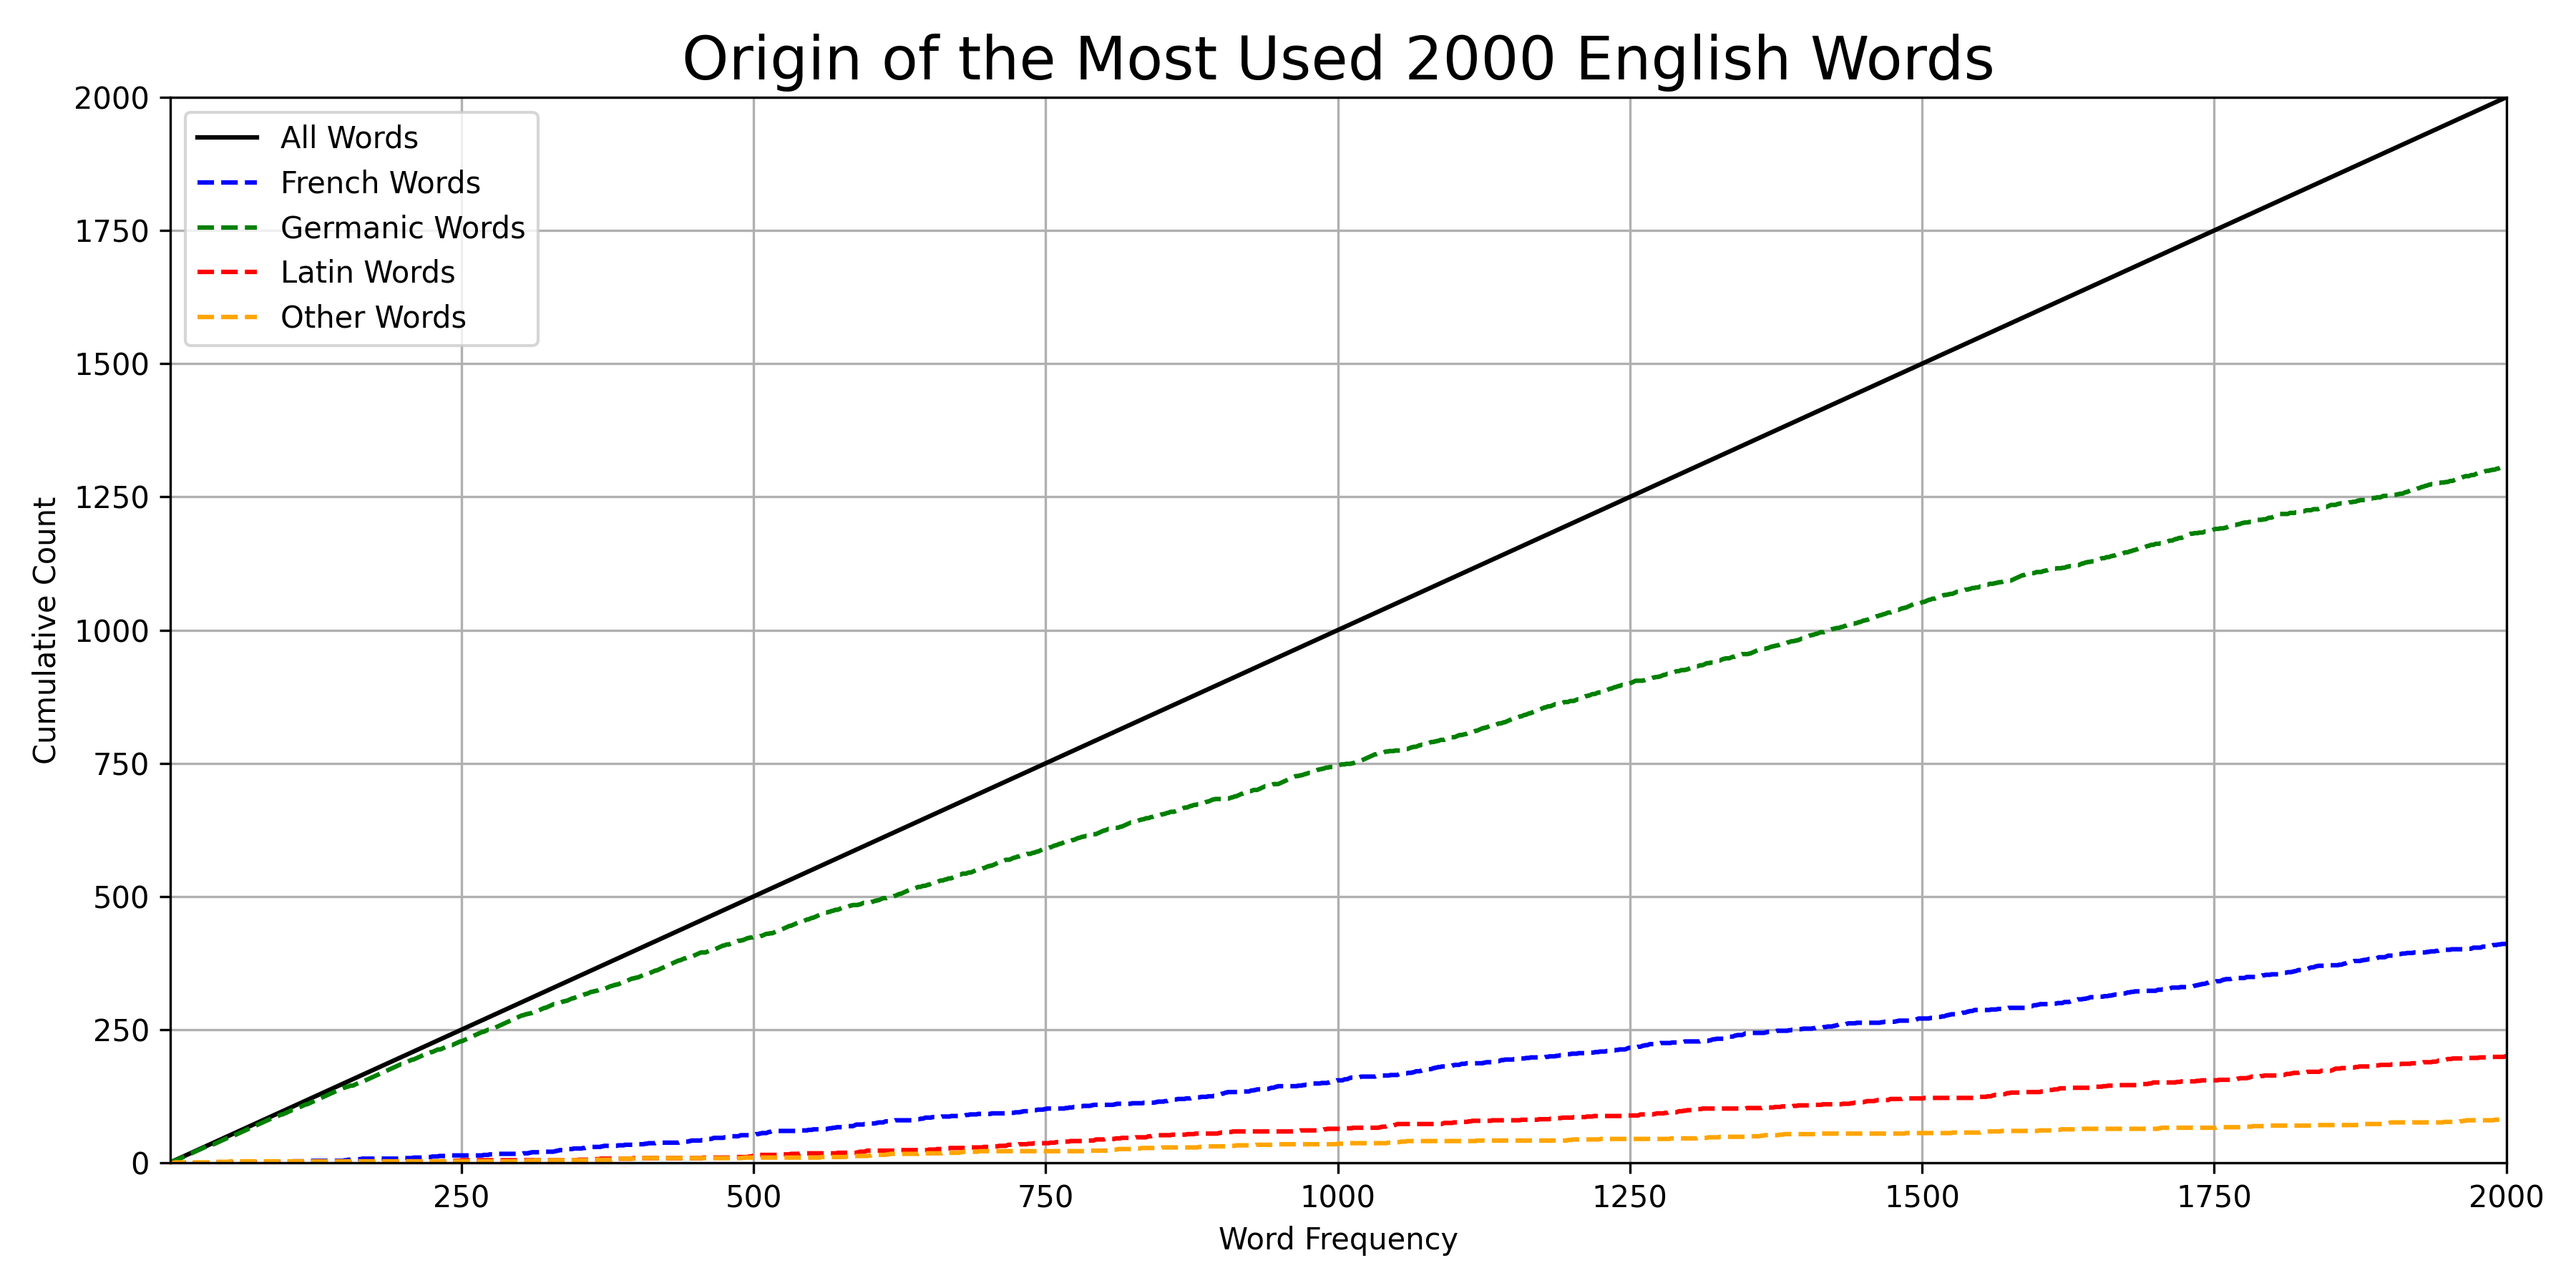 Origin of the Most Used 2000 English Words
2000
1750
1500
1250
1000
750
500
250
0
Cumulative Count
All Words
French Words
Germanic Words
Latin Words
Other Words
250
500
750
1000
1250
1500
1750
2000
Word Frequency